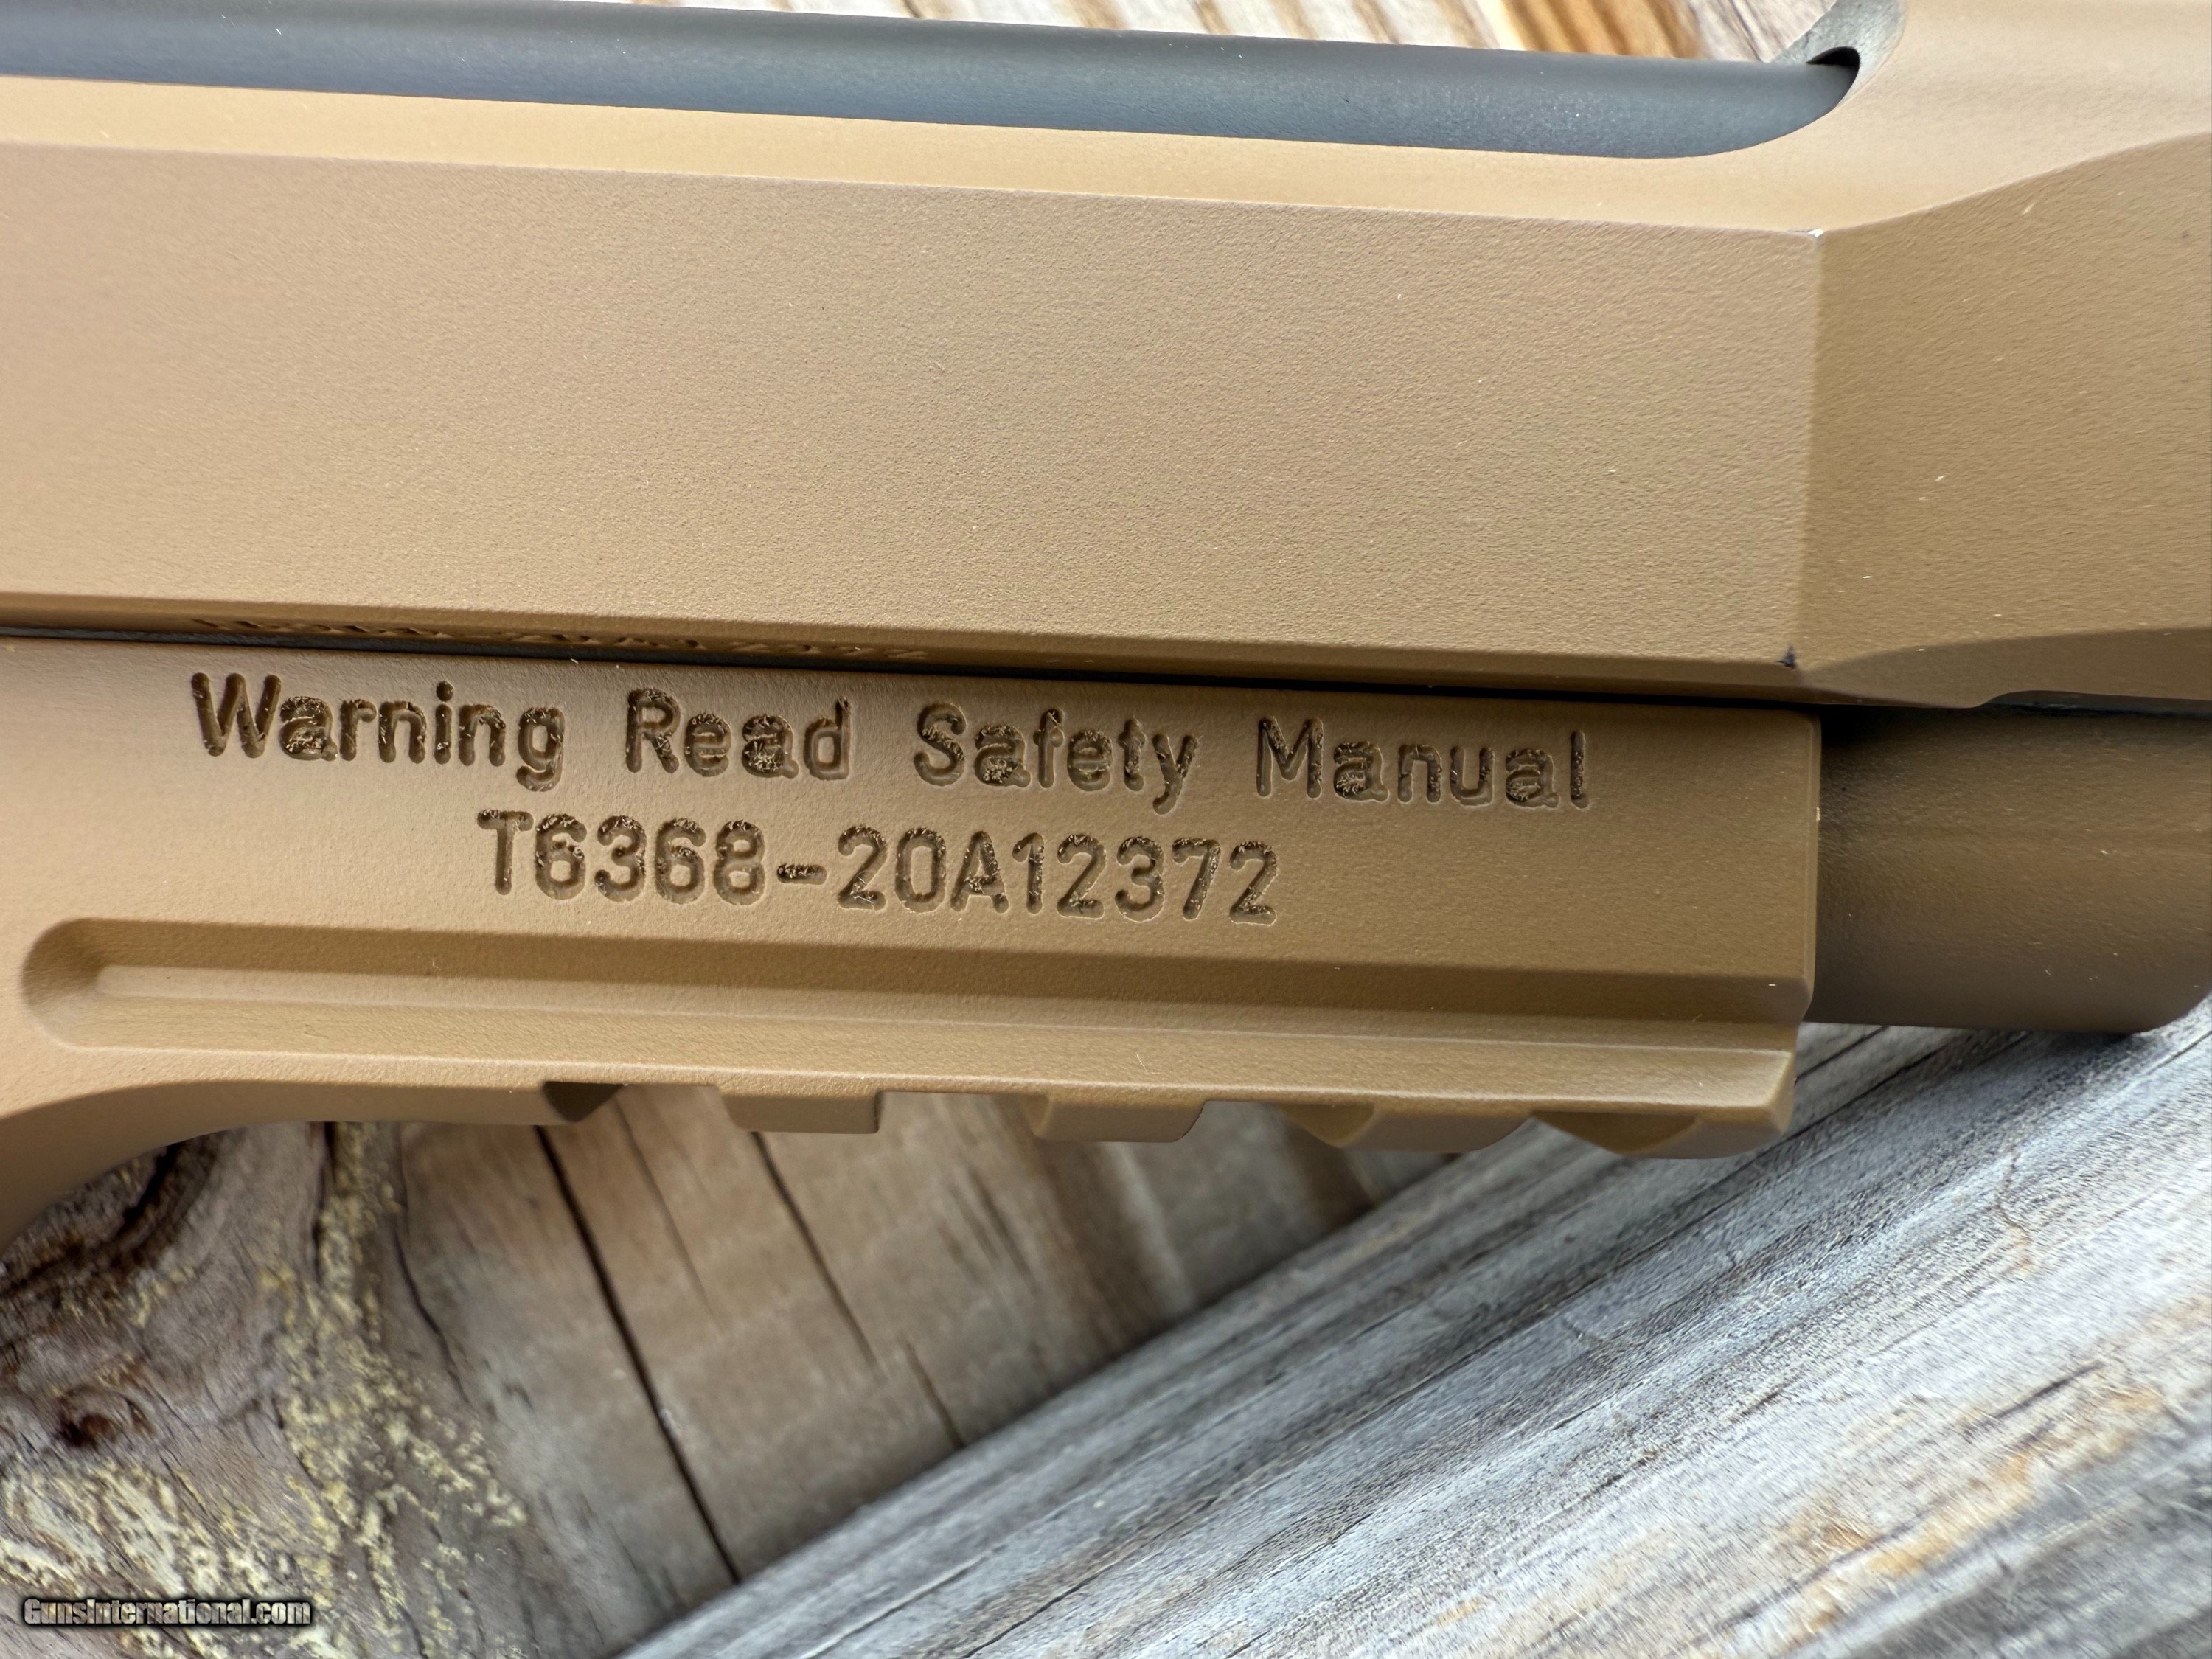 Warning Read Safety Manual
T6368-20A12372
GunsInternational.com